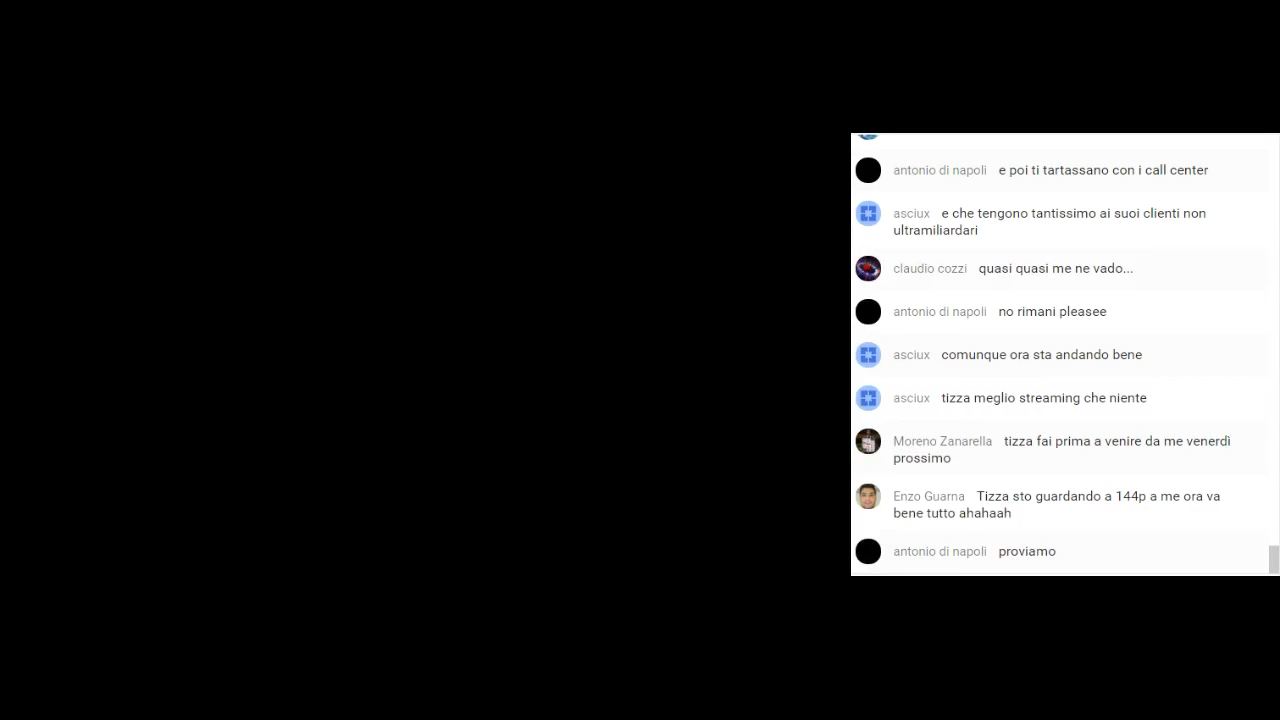 antonio di napoli e poi ti tartassano con i call center
asciux e che tengono tantissimo ai suoi clienti non
ultramiliardari
claudio cozzi quasi quasi me ne vado...
antonio di napoli no rimani pleasee
asciux comunque ora sta andando bene
asciux tizza meglio streaming che niente
Moreno Zanarella tizza fai prima a venire da me venerdì
prossimo
Enzo Guarna Tizza sto guardando a 144p a me ora va
bene tutto ahahaah
antonio di napoli proviamo